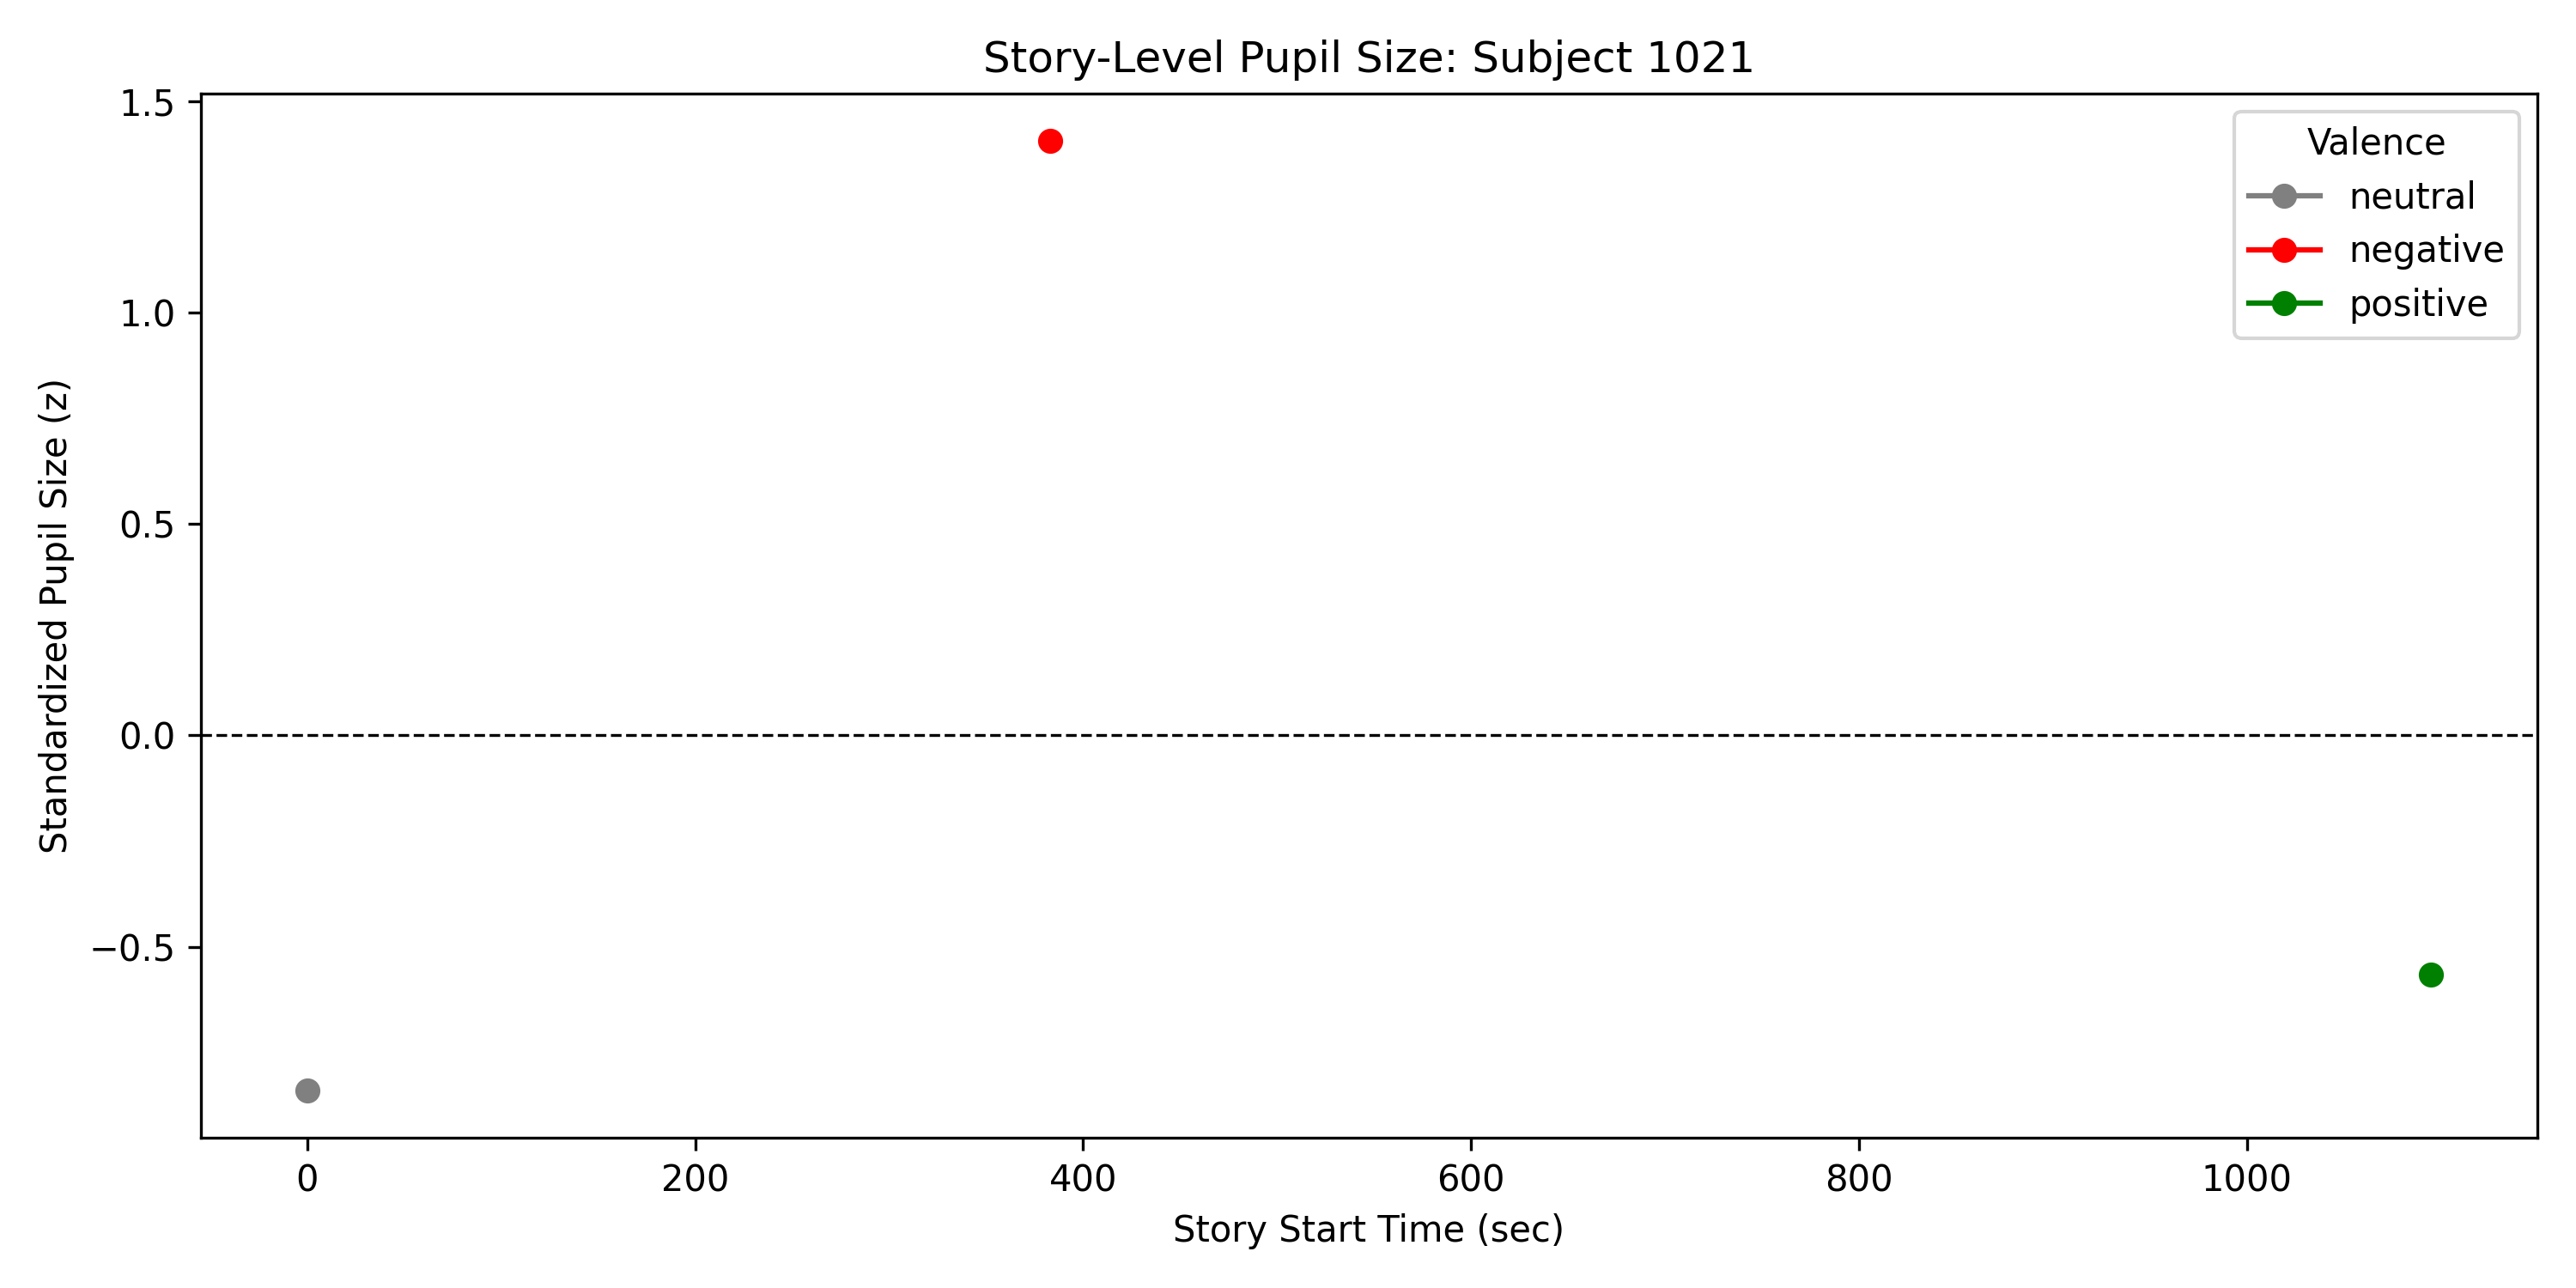 Story-Level Pupil Size: Subject 1021
1.5
1.0
0.5
0.0
−0.5
Standardized Pupil Size (z)
Valence
neutral
negative
positive
0
200
400
600
800
1000
Story Start Time (sec)